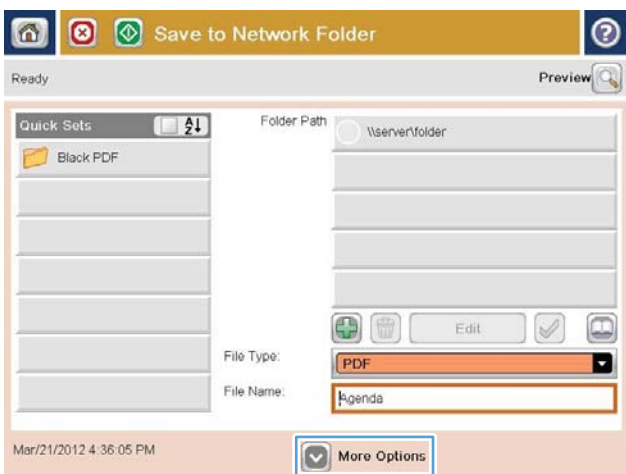 Save to Network Folder
?
Ready
Preview
Quick Sets
A Z
Folder Path
\\server\folder
Black PDF
Edit
File Type:
PDF
File Name:
Agenda
Mar/21/2012 4:36:05 PM
More Options